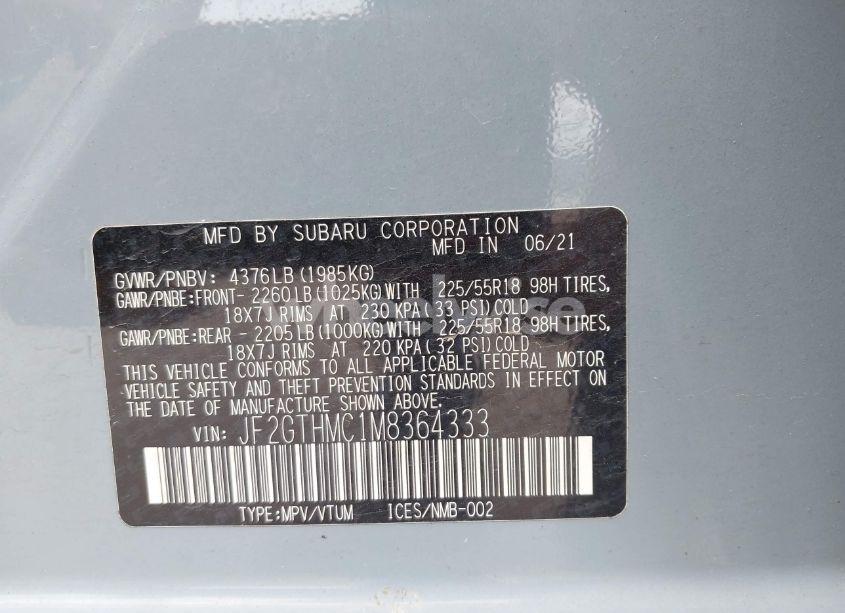 MFD BY SUBARU CORPORATION
MFD IN 06/21
GVWR/PNBV: 4376LB (1985KG)
GAWR/PNBE:FRONT- 2260LB (1025KG) WITH 225/55R18 98H TIRES,
18X7J RIMS AT 230 KPA (33 PSI) COLD
GAWR/PNBE:REAR - 2205LB (1000KG) WITH 225/55R18 98H TIRES,
18X7J RIMS AT 220 KPA (32 PSI) COLD
THIS VEHICLE CONFORMS TO ALL APPLICABLE FEDERAL MOTOR
VEHICLE SAFETY AND THEFT PREVENTION STANDARDS IN EFFECT ON
THE DATE OF MANUFACTURE SHOWN ABOVE.
VIN: JF2GTHMC1M8364333
TYPE:MPV/VTUM ICES/NMB-002